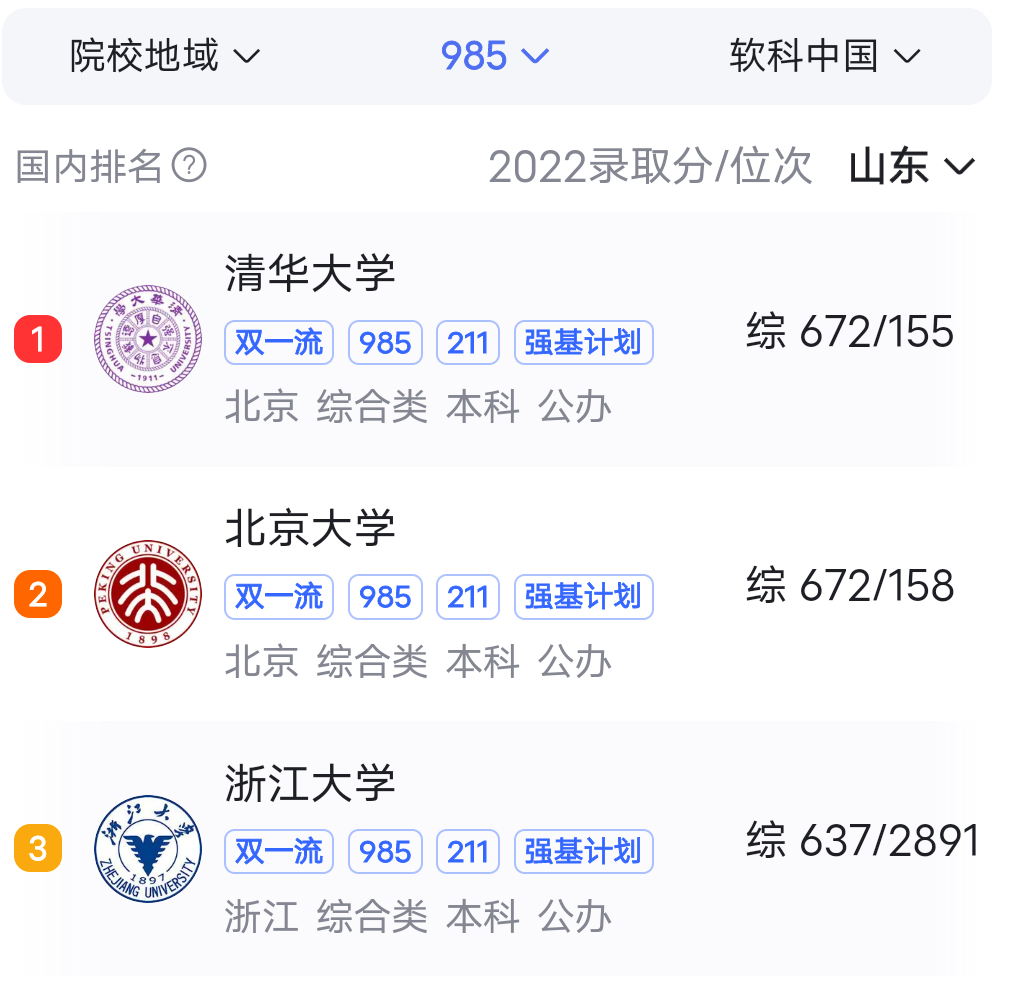 院校地域 985 软科中国
国内排名? 2022录取分/位次 山东
清华大学
1 双一流 985 211 强基计划 综 672/155
北京 综合类 本科 公办
北京大学
2 双一流 985 211 强基计划 综 672/158
PEKING UNIVERSITY 1898
北京 综合类 本科 公办
浙江大学
3 双一流 985 211 强基计划 综 637/2891
浙江大学 1897 ZHEJIANG UNIVERSITY
浙江 综合类 本科 公办